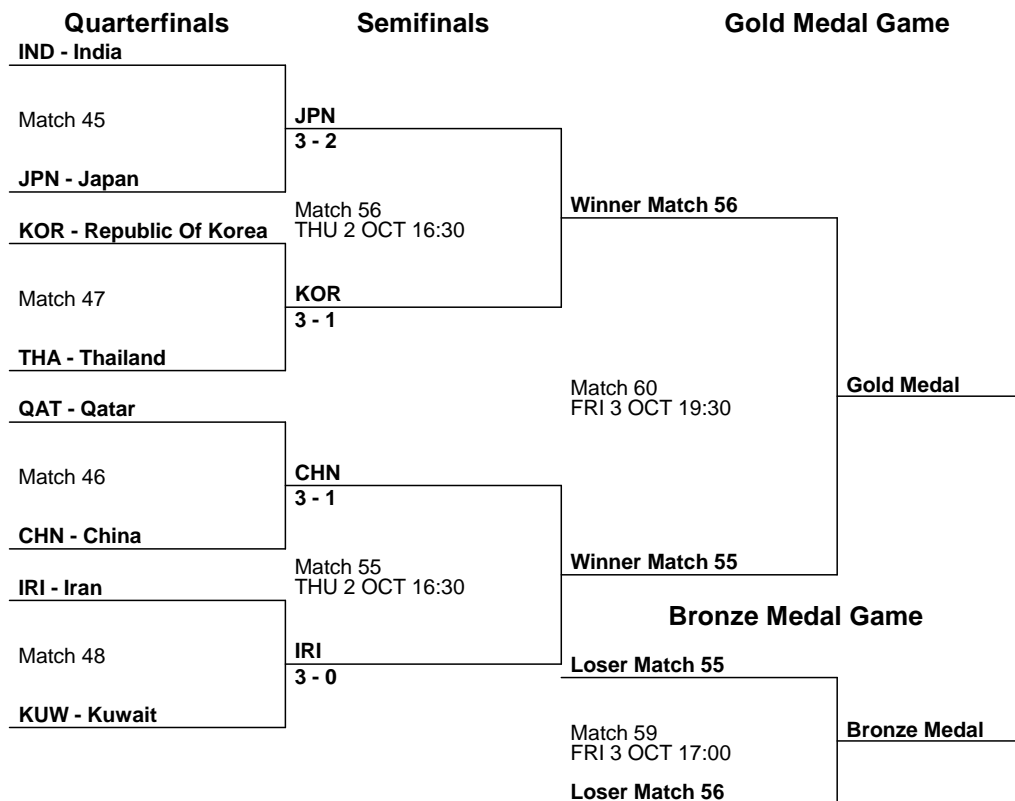 Quarterfinals
Semifinals
Gold Medal Game
IND - India
Match 45
JPN - Japan
KOR - Republic Of Korea
Match 47
THA - Thailand
QAT - Qatar
Match 46
CHN - China
IRI - Iran
Match 48
KUW - Kuwait
JPN
3 - 2
Match 56
THU 2 OCT 16:30
KOR
3 - 1
CHN
3 - 1
Match 55
THU 2 OCT 16:30
IRI
3 - 0
Winner Match 56
Match 60
FRI 3 OCT 19:30
Winner Match 55
Gold Medal
Bronze Medal Game
Loser Match 55
Match 59
FRI 3 OCT 17:00
Loser Match 56
Bronze Medal